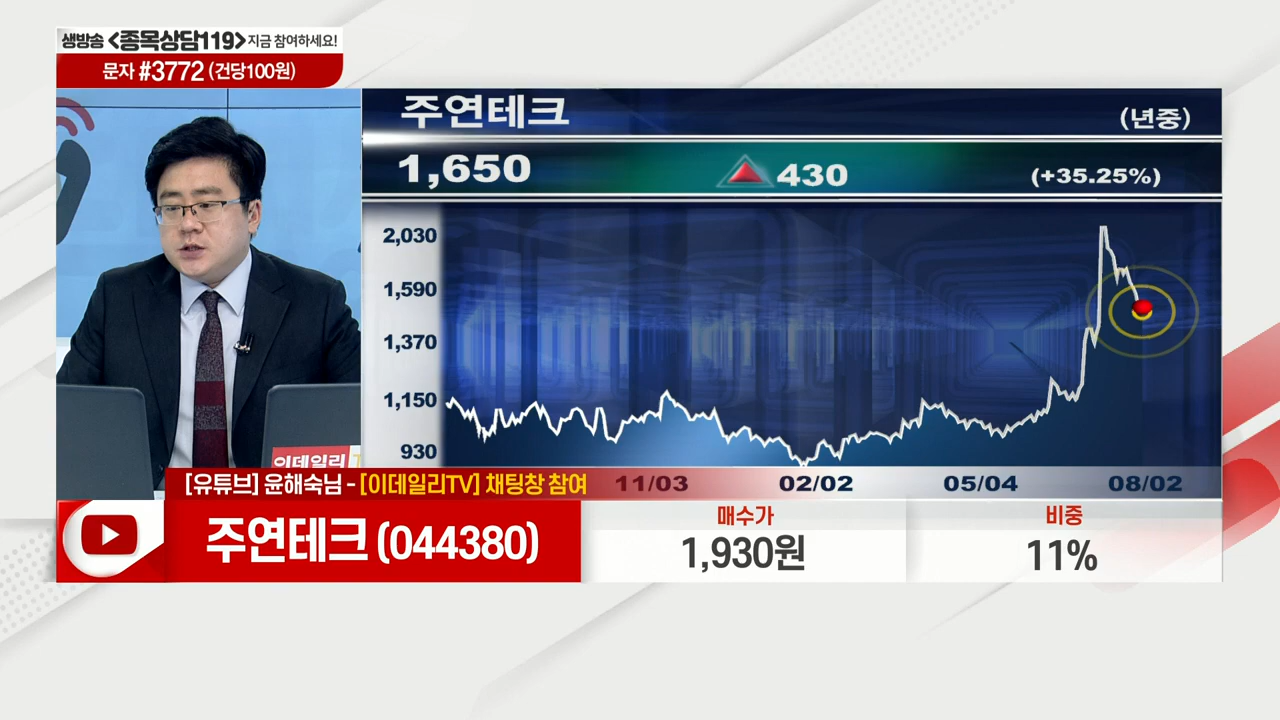 생방송 <종목상담119> 지금 참여하세요!
문자 #3772 (건당100원)
주연테크
(년중)
1,650
430
(+35.25%)
2,030
1,590
1,370
1,150
930
11/03
02/02
05/04
08/02
이데일리
[유튜브] 윤해숙님 - [이데일리TV] 채팅창 참여
주연테크 (044380)
매수가
1,930원
비중
11%